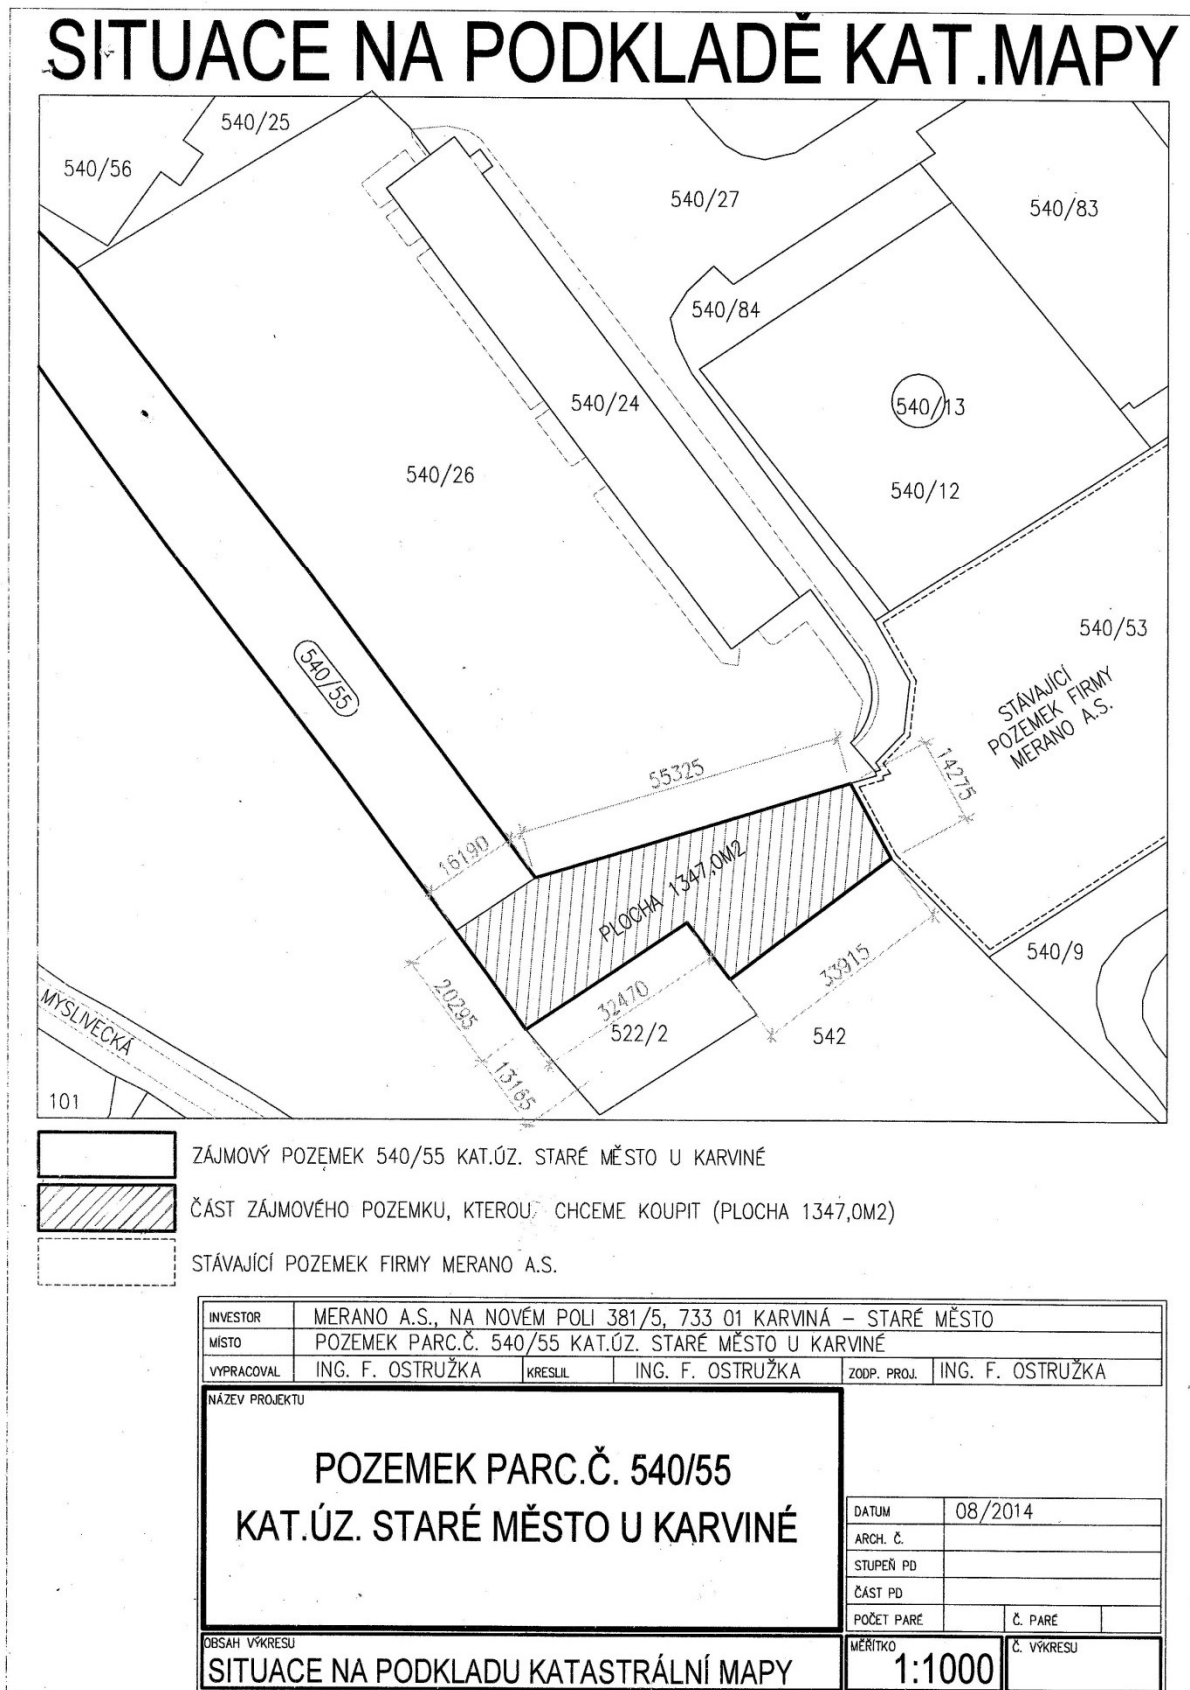 SITUACE NA PODKLADĚ KAT.MAPY
540/25
540/56
540/27
540/83
540/84
540/24
540/13
540/26
540/12
540/53
540/55
STÁVAJÍCÍ
POZEMEK FIRMY
MERANO A.S.
55325
14275
16190
PLOCHA 1347,0M2
20295
32470
33915
540/9
522/2
542
13165
MYSLIVECKÁ
101
ZÁJMOVÝ POZEMEK 540/55 KAT.ÚZ. STARÉ MĚSTO U KARVINÉ
ČÁST ZÁJMOVÉHO POZEMKU, KTEROU CHCEME KOUPIT (PLOCHA 1347,0M2)
STÁVAJÍCÍ POZEMEK FIRMY MERANO A.S.
INVESTOR MERANO A.S., NA NOVÉM POLI 381/5, 733 01 KARVINÁ – STARÉ MĚSTO
MÍSTO POZEMEK PARC.Č. 540/55 KAT.ÚZ. STARÉ MĚSTO U KARVINÉ
VYPRACOVAL ING. F. OSTRUŽKA KRESLIL ING. F. OSTRUŽKA ZODP. PROJ. ING. F. OSTRUŽKA
NÁZEV PROJEKTU
POZEMEK PARC.Č. 540/55
KAT.ÚZ. STARÉ MĚSTO U KARVINÉ
DATUM 08/2014
ARCH. Č.
STUPEŇ PD
ČÁST PD
POČET PARÉ Č. PARÉ
OBSAH VÝKRESU
SITUACE NA PODKLADU KATASTRÁLNÍ MAPY
MĚŘÍTKO
1:1000
Č. VÝKRESU